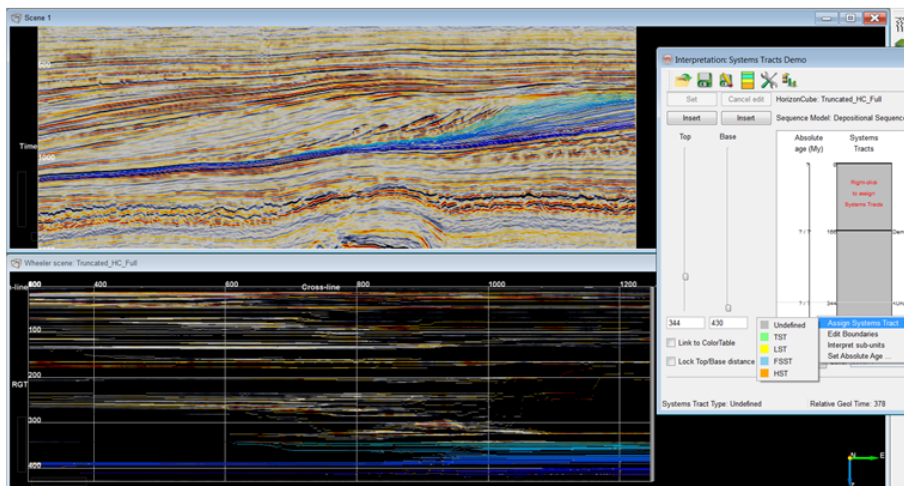 Scene 1
500
Time
1000
Wheeler scene: Truncated_HC_Full
n-line
400
600
Cross-line
800
1000
1200
100
200
RGT
300
400
N
E
Z
Interpretation: Systems Tracts Demo
Set
Cancel edit
HorizonCube: Truncated_HC_Full
Insert
Insert
Sequence Model: Depositional Sequence
Top
Base
Absolute
age (My)
Systems
Tracts
?
Right-click
to assign
Systems Tracts
? / ?
? / ?
344
344
430
Link to ColorTable
Lock Top/Base distance
Undefined
TST
LST
FSST
HST
Assign Systems Tract
Edit Boundaries
Interpret sub-units
Set Absolute Age ...
Systems Tract Type: Undefined
Relative Geol Time: 378